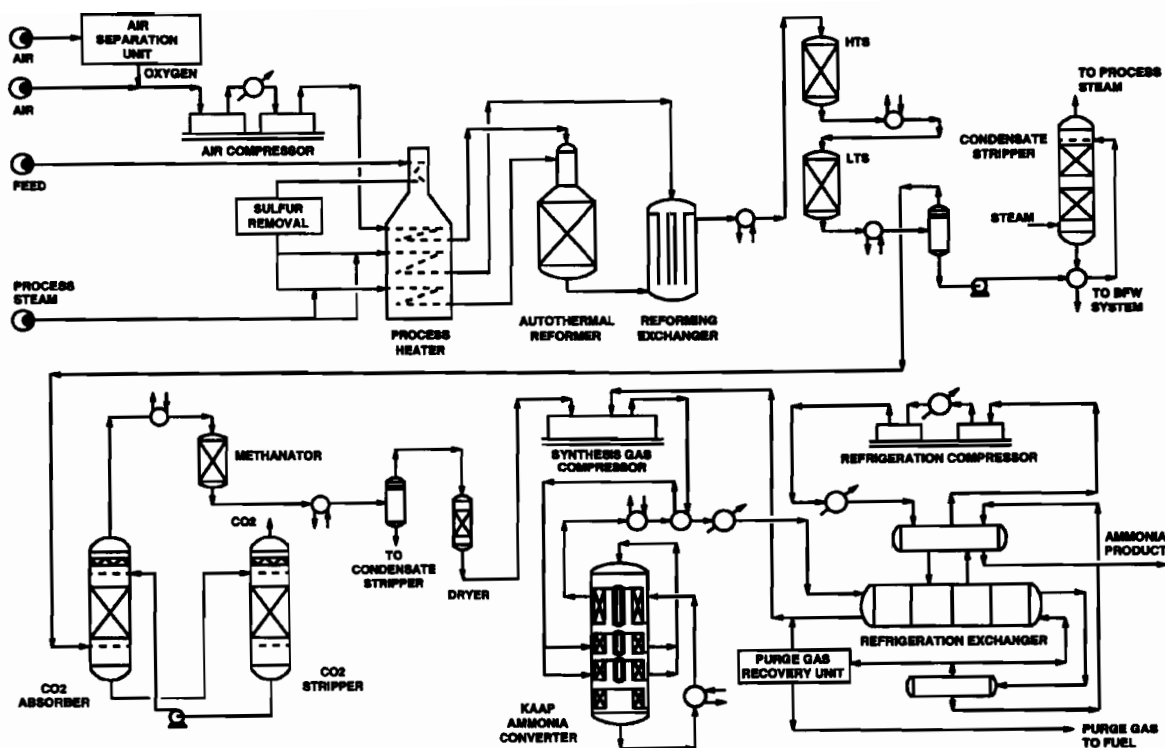 AIR
SEPARATION
UNIT
AIR
OXYGEN
AIR
AIR COMPRESSOR
FEED
SULFUR
REMOVAL
PROCESS
STEAM
PROCESS
HEATER
AUTOTHERMAL
REFORMER
REFORMING
EXCHANGER
HTS
LTS
TO PROCESS
STEAM
CONDENSATE
STRIPPER
STEAM
TO BFW
SYSTEM
METHANATOR
CO2
TO
CONDENSATE
STRIPPER
DRYER
CO2
ABSORBER
CO2
STRIPPER
SYNTHESIS GAS
COMPRESSOR
KAAP
AMMONIA
CONVERTER
REFRIGERATION COMPRESSOR
AMMONIA
PRODUCT
REFRIGERATION EXCHANGER
PURGE GAS
RECOVERY UNIT
PURGE GAS
TO FUEL